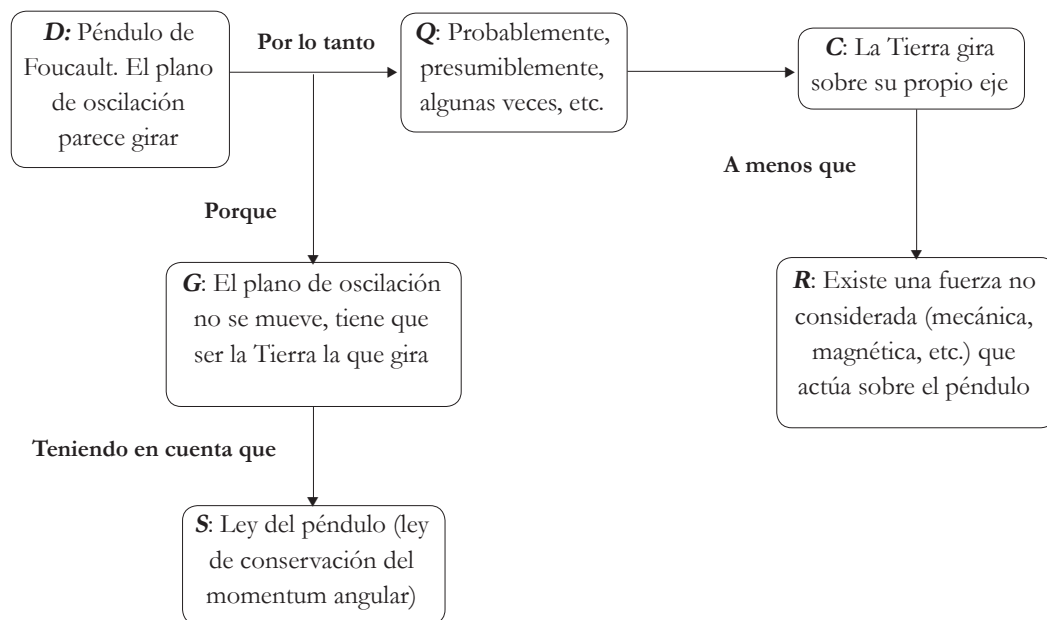 D: Péndulo de
Foucault. El plano
de oscilación
parece girar
Por lo tanto
Q: Probablemente,
presumiblemente,
algunas veces, etc.
C: La Tierra gira
sobre su propio eje
A menos que
Porque
G: El plano de oscilación
no se mueve, tiene que
ser la Tierra la que gira
R: Existe una fuerza no
considerada (mecánica,
magnética, etc.) que
actúa sobre el péndulo
Teniendo en cuenta que
S: Ley del péndulo (ley
de conservación del
momentum angular)